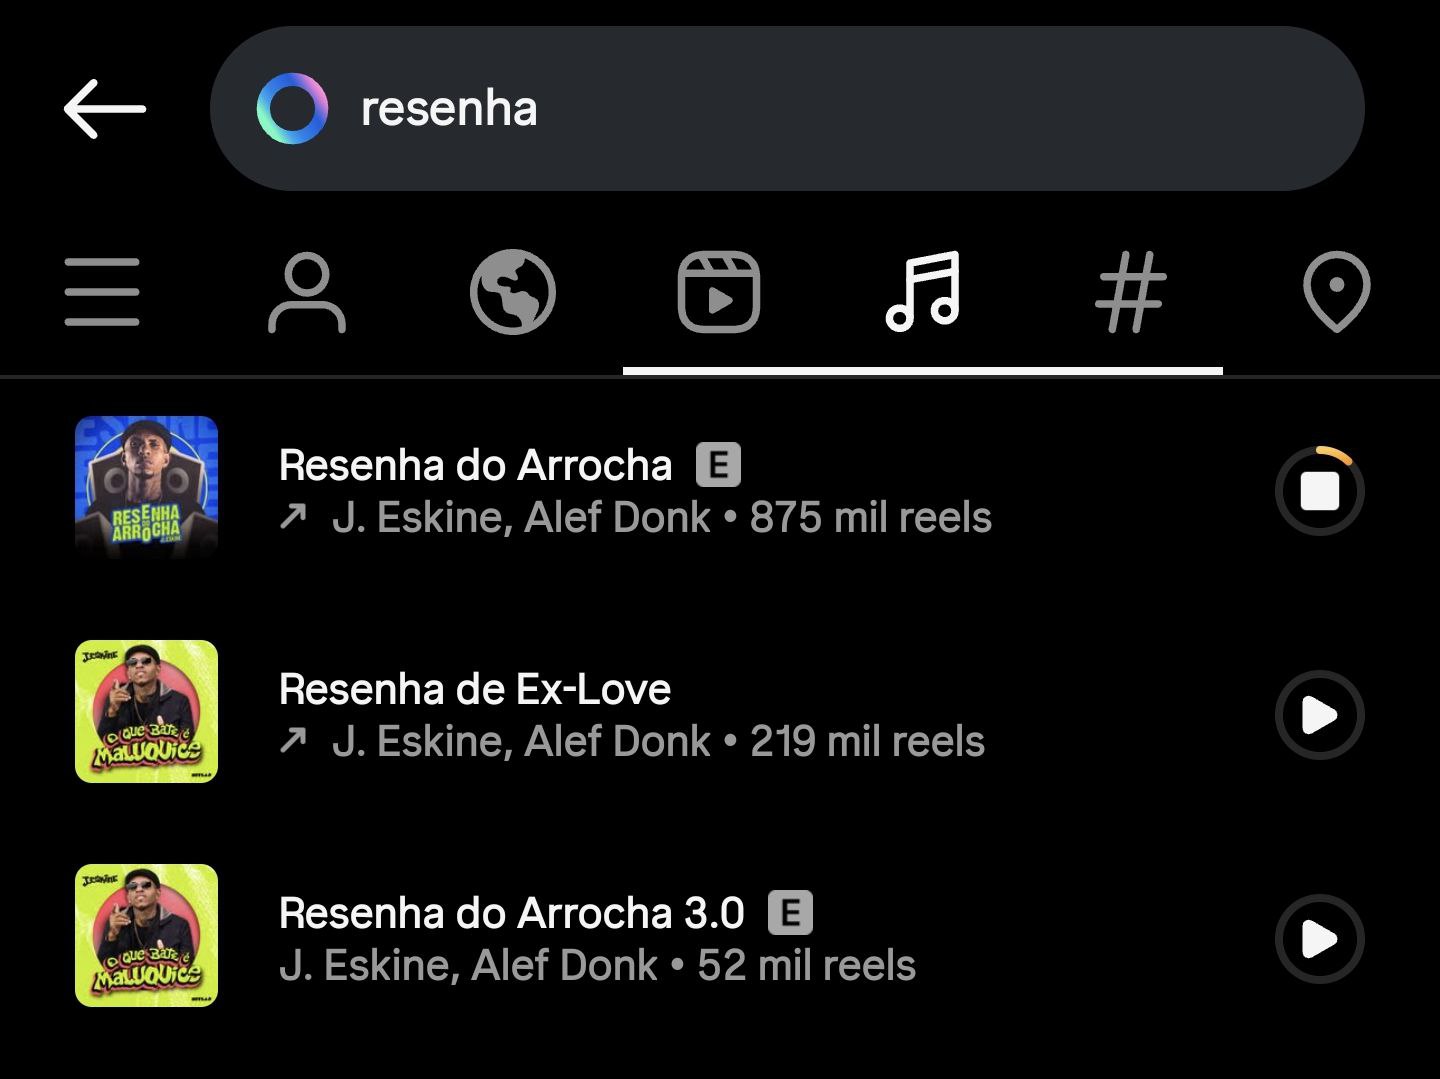 resenha
ESKINE
RESENHA
DO
ARROCHA
J.ESKINE
Resenha do Arrocha E
J. Eskine, Alef Donk • 875 mil reels
J.ESKINE
O QUE BATE É
MALUQUICE
Resenha de Ex-Love
J. Eskine, Alef Donk • 219 mil reels
J.ESKINE
O QUE BATE É
MALUQUICE
Resenha do Arrocha 3.0 E
J. Eskine, Alef Donk • 52 mil reels